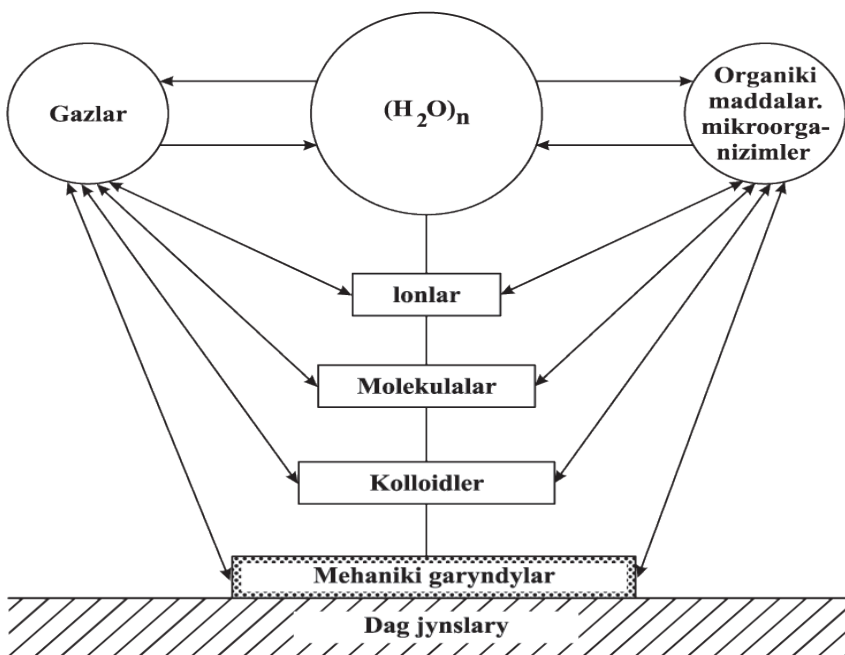 Gazlar
(H2O)n
Organiki
maddalar.
mikroorga-
nizimler
Ionlar
Molekulalar
Kolloidler
Mehaniki garyndylar
Dag jynslary